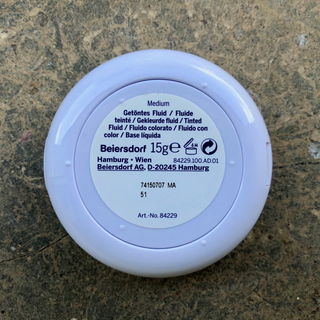 Medium
Getöntes Fluid / Fluide
teinté / Gekleurde fluid / Tinted
Fluid / Fluido colorato / Fluido con
color / Base líquida
Beiersdorf 15g e
Hamburg • Wien 84229.100.AD.01
Beiersdorf AG, D-20245 Hamburg
74150707 MA
51
Art.-No. 84229